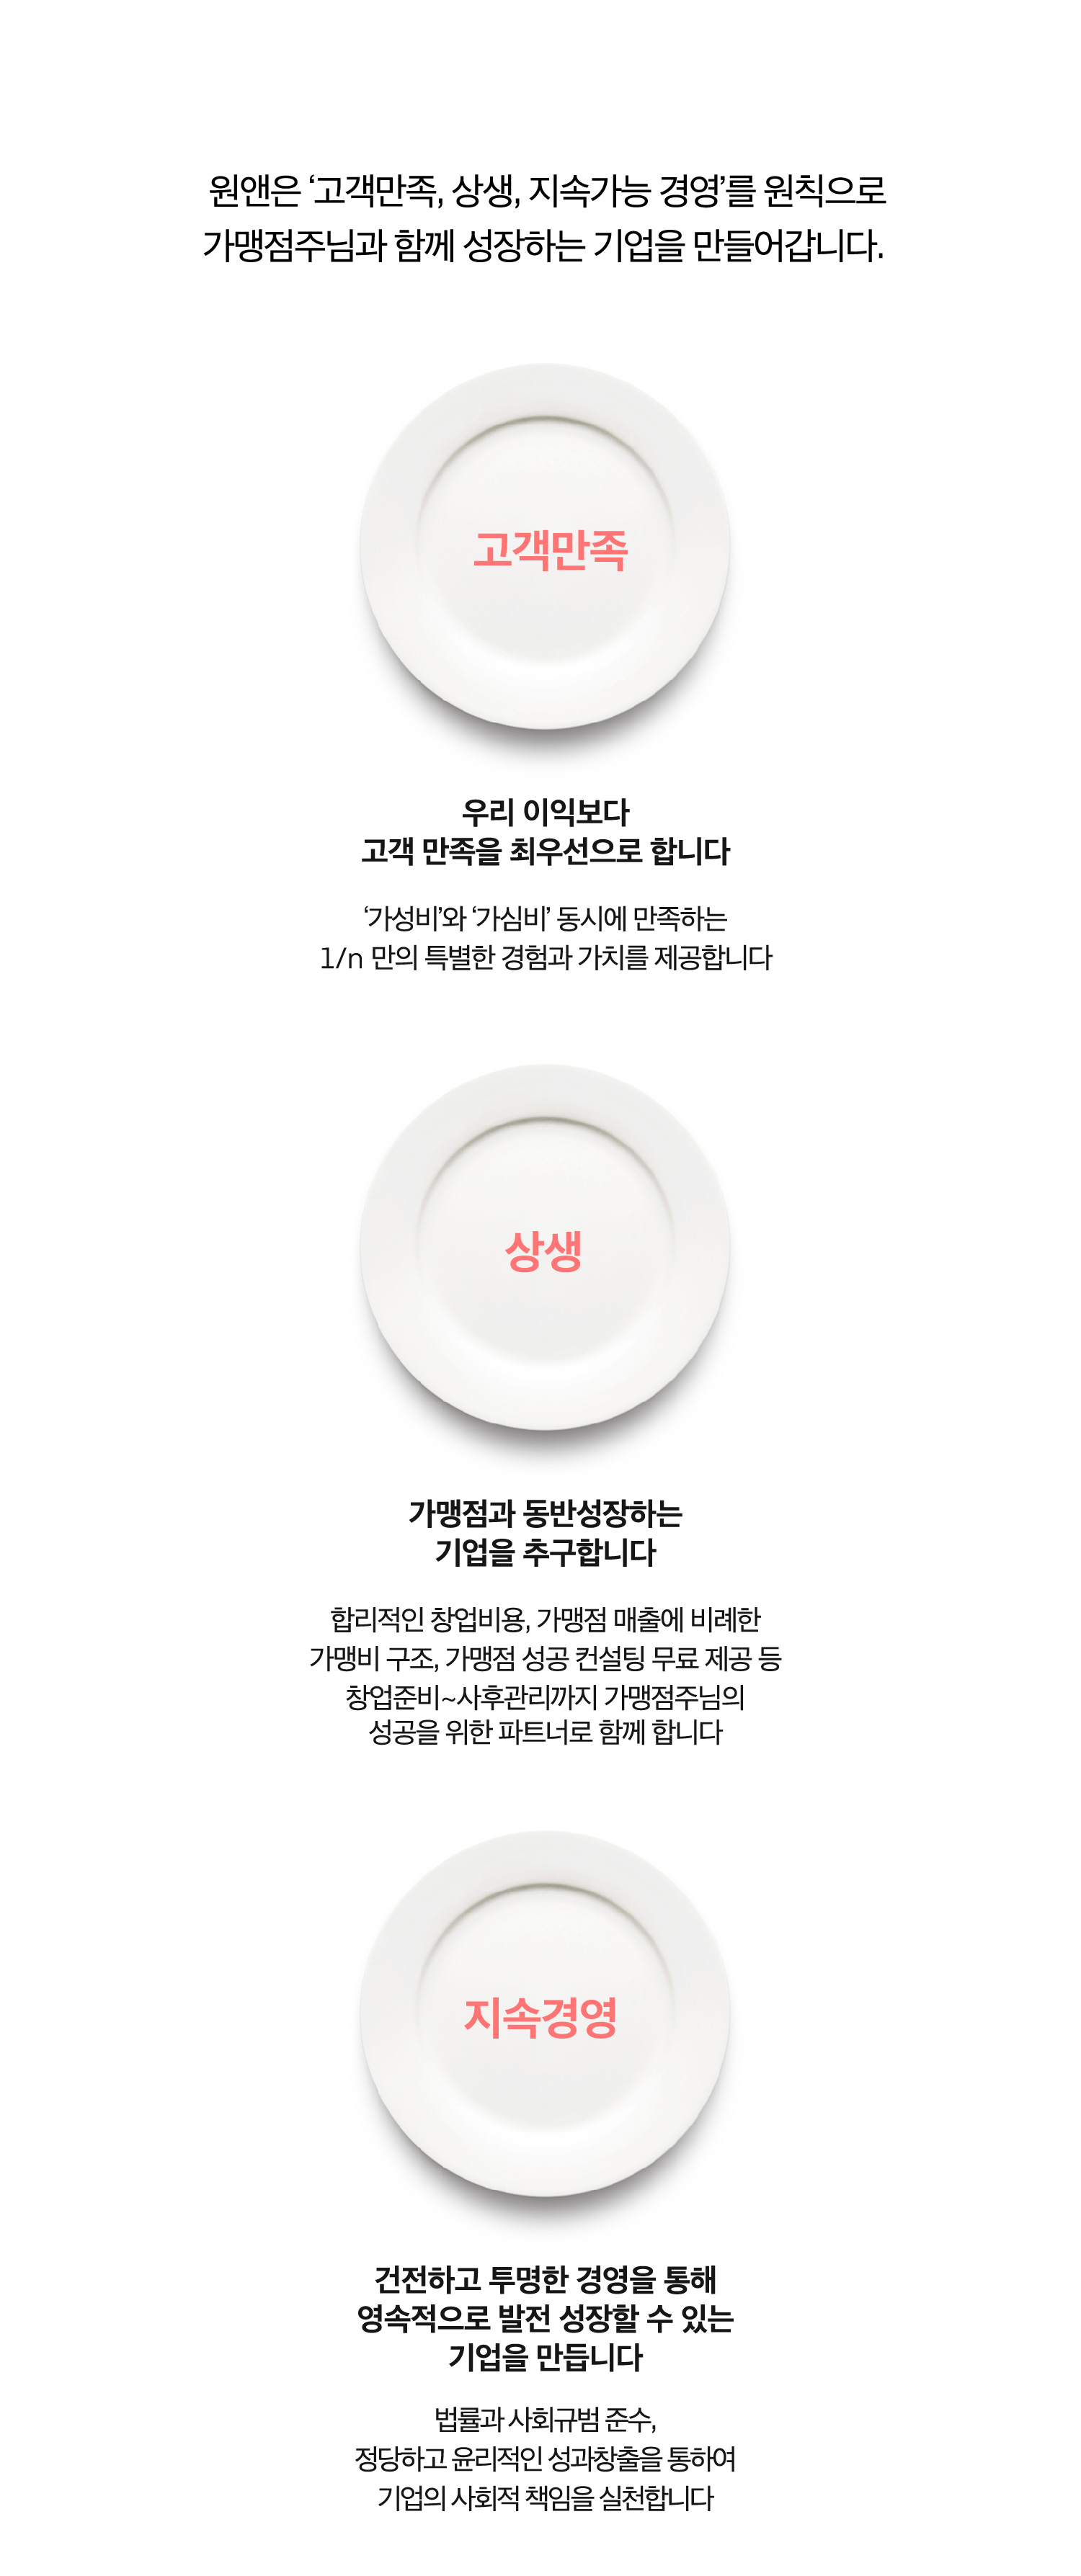 원앤은 ‘고객만족, 상생, 지속가능 경영’를 원칙으로
가맹점주님과 함께 성장하는 기업을 만들어갑니다.
고객만족
우리 이익보다
고객 만족을 최우선으로 합니다
‘가성비’와 ‘가심비’ 동시에 만족하는
1/n 만의 특별한 경험과 가치를 제공합니다
상생
가맹점과 동반성장하는
기업을 추구합니다
합리적인 창업비용, 가맹점 매출에 비례한
가맹비 구조, 가맹점 성공 컨설팅 무료 제공 등
창업준비~사후관리까지 가맹점주님의
성공을 위한 파트너로 함께 합니다
지속경영
건전하고 투명한 경영을 통해
영속적으로 발전 성장할 수 있는
기업을 만듭니다
법률과 사회규범 준수,
정당하고 윤리적인 성과창출을 통하여
기업의 사회적 책임을 실천합니다